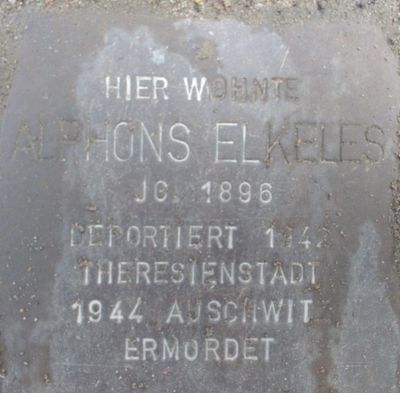 HIER WOHNTE
ALPHONS ELKELES
JG. 1896
DEPORTIERT 1942
THERESIENSTADT
1944 AUSCHWITZ
ERMORDET